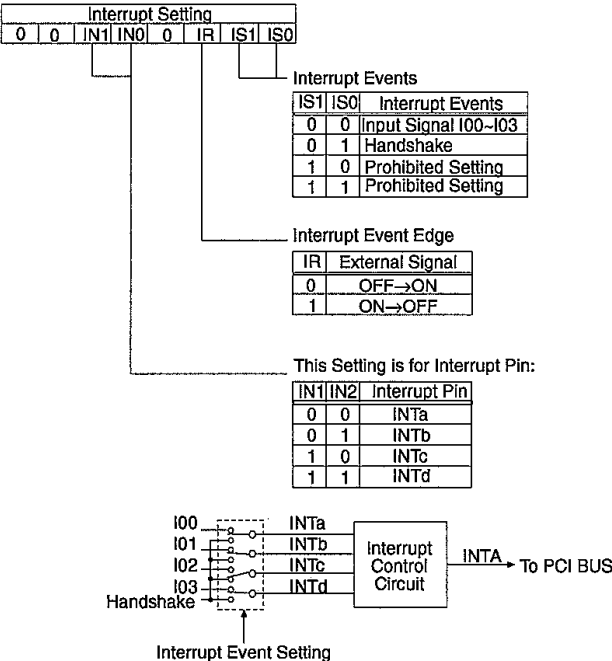 Interrupt Setting
0 0 IN1 IN0 0 IR IS1 IS0
Interrupt Events
IS1 IS0 Interrupt Events
0 0 Input Signal I00~I03
0 1 Handshake
1 0 Prohibited Setting
1 1 Prohibited Setting
Interrupt Event Edge
IR External Signal
0 OFF→ON
1 ON→OFF
This Setting is for Interrupt Pin:
IN1 IN2 Interrupt Pin
0 0 INTa
0 1 INTb
1 0 INTc
1 1 INTd
I00 INTa
I01 INTb
I02 INTc
I03 INTd
Handshake
Interrupt
Control
Circuit
INTA
To PCI BUS
Interrupt Event Setting